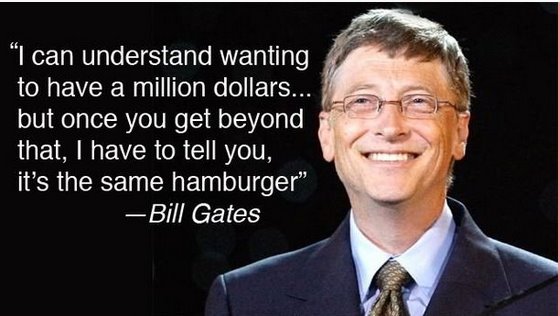 “I can understand wanting
to have a million dollars...
but once you get beyond
that, I have to tell you,
it’s the same hamburger”
—Bill Gates